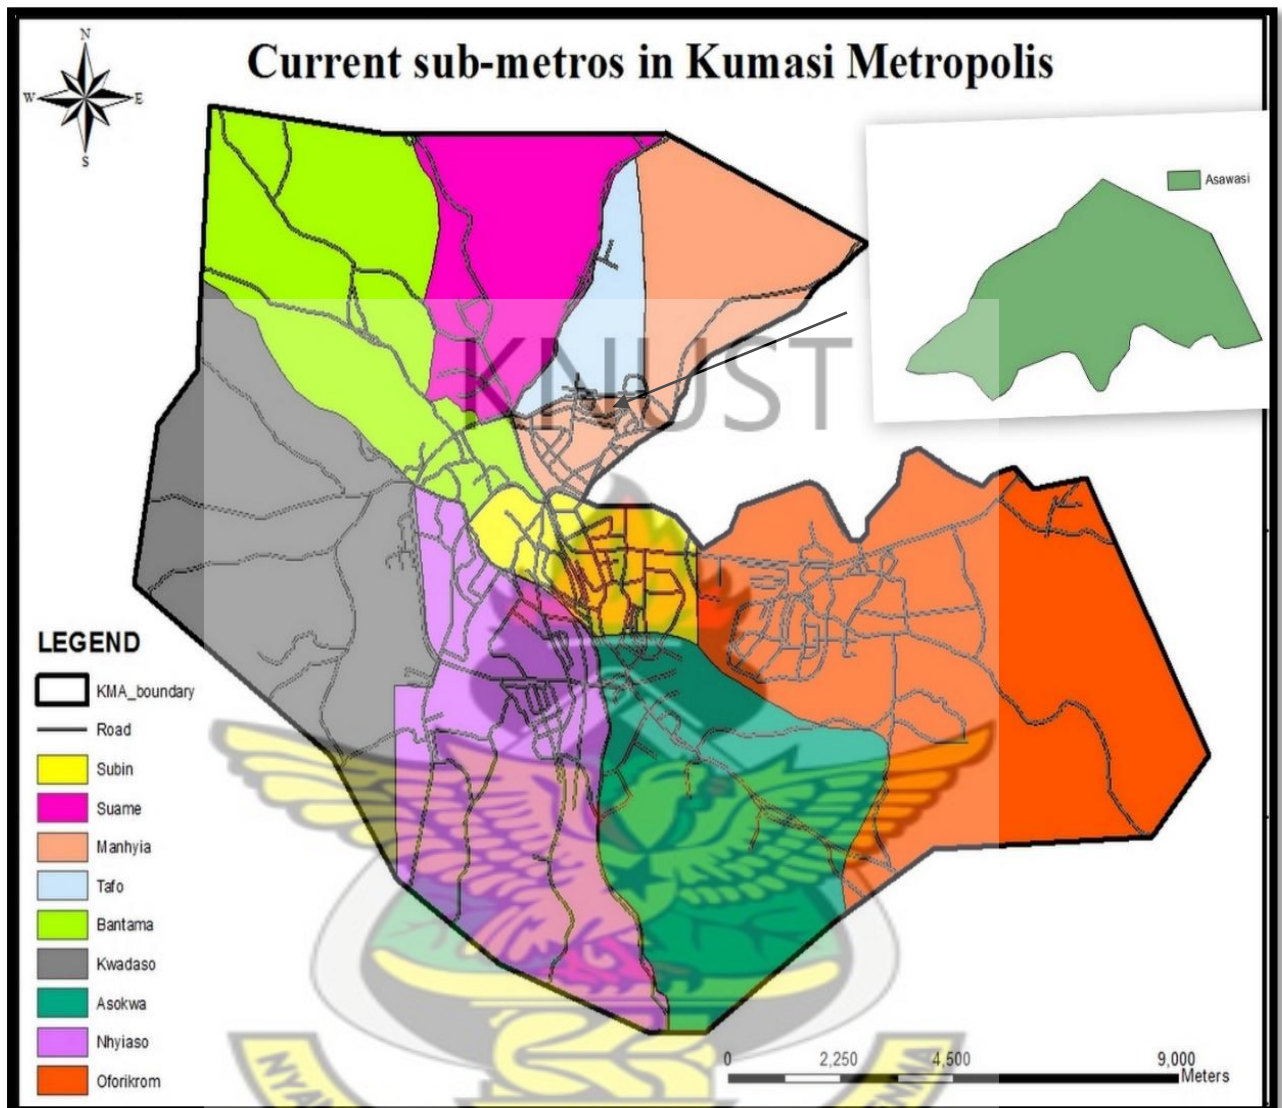 Current sub-metros in Kumasi Metropolis
N
W
E
S
Asawasi
KNUST
LEGEND
KMA_boundary
Road
Subin
Suame
Manhyia
Tafo
Bantama
Kwadaso
Asokwa
Nhyiaso
Oforikrom
0 2,250 4,500 9,000
Meters